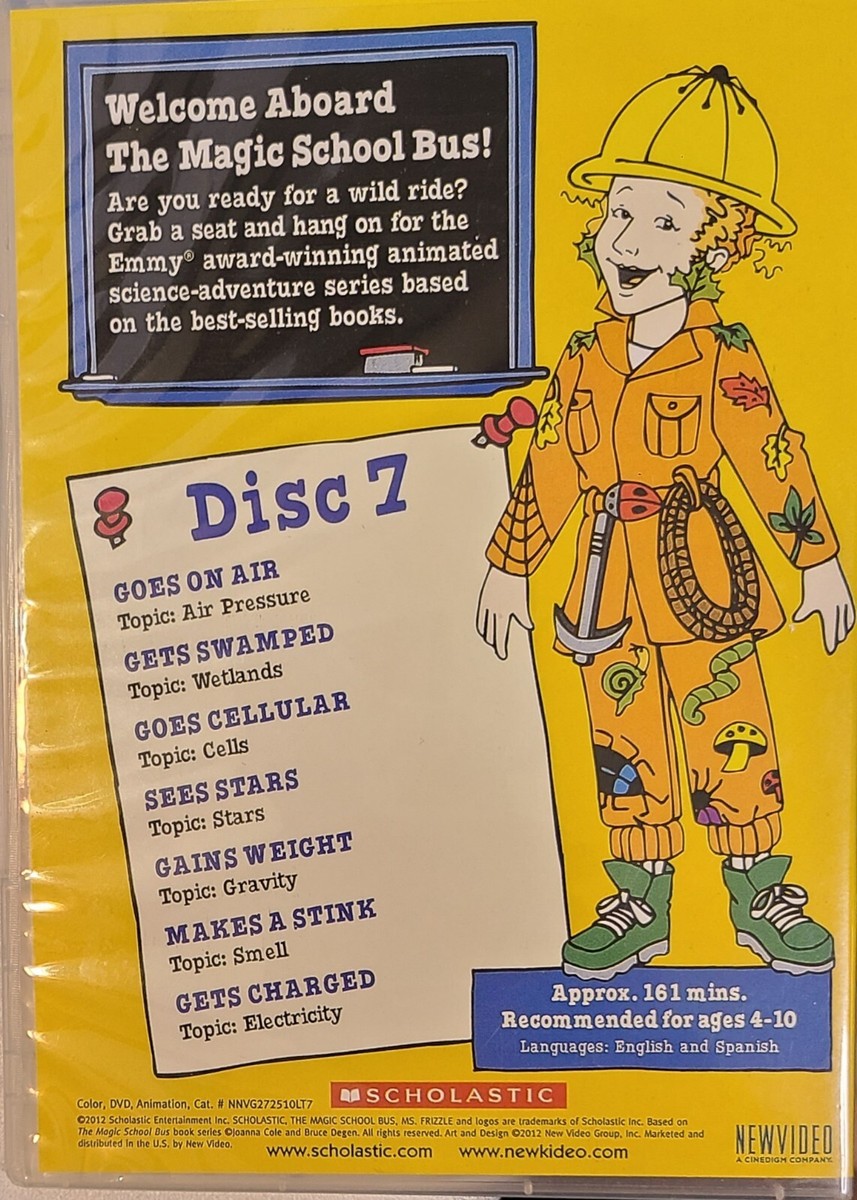 Welcome Aboard
The Magic School Bus!
Are you ready for a wild ride?
Grab a seat and hang on for the
Emmy® award-winning animated
science-adventure series based
on the best-selling books.
Disc 7
GOES ON AIR
Topic: Air Pressure
GETS SWAMPED
Topic: Wetlands
GOES CELLULAR
Topic: Cells
SEES STARS
Topic: Stars
GAINS WEIGHT
Topic: Gravity
MAKES A STINK
Topic: Smell
GETS CHARGED
Topic: Electricity
Approx. 161 mins.
Recommended for ages 4-10
Languages: English and Spanish
SCHOLASTIC
Color, DVD, Animation, Cat. # NNVG272510LT7
©2012 Scholastic Entertainment Inc. SCHOLASTIC, THE MAGIC SCHOOL BUS, MS. FRIZZLE and logos are trademarks of Scholastic Inc. Based on
The Magic School Bus book series ©Joanna Cole and Bruce Degen. All rights reserved. Art and Design ©2012 New Video Group, Inc. Marketed and
distributed in the U.S. by New Video.
www.scholastic.com www.newkideo.com
NEWVIDEO
A CINEDIGM COMPANY